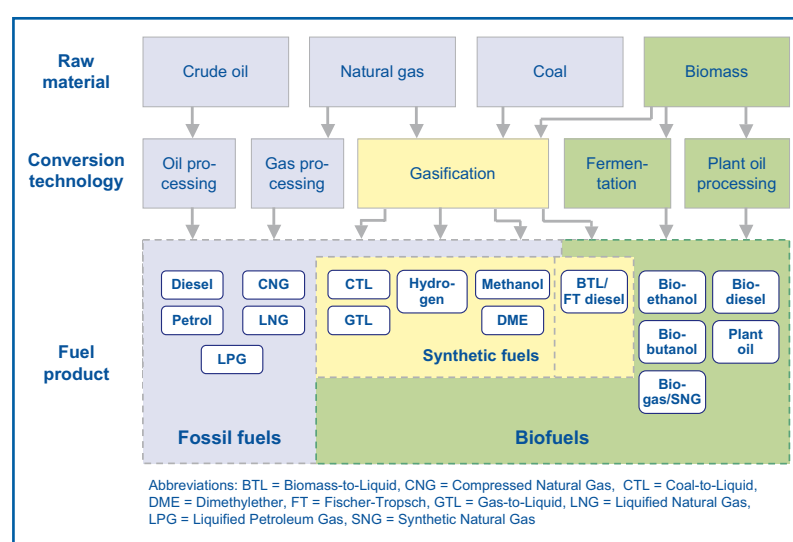 Raw
material
Crude oil
Natural gas
Coal
Biomass
Conversion
technology
Oil pro-
cessing
Gas pro-
cessing
Gasification
Fermen-
tation
Plant oil
processing
Fuel
product
Diesel
CNG
Petrol
LNG
LPG
CTL
Hydro-
gen
Methanol
BTL/
FT diesel
GTL
DME
Synthetic fuels
Bio-
ethanol
Bio-
diesel
Bio-
butanol
Plant
oil
Bio-
gas/SNG
Fossil fuels
Biofuels
Abbreviations: BTL = Biomass-to-Liquid, CNG = Compressed Natural Gas, CTL = Coal-to-Liquid,
DME = Dimethylether, FT = Fischer-Tropsch, GTL = Gas-to-Liquid, LNG = Liquified Natural Gas,
LPG = Liquified Petroleum Gas, SNG = Synthetic Natural Gas